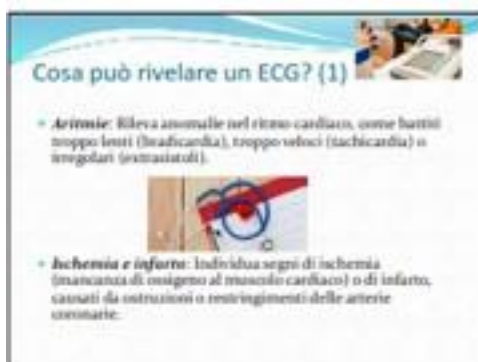 Cosa può rivelare un ECG? (1)
Aritmie: Rileva anomalie nel ritmo cardiaco, come battiti
troppo lenti (bradicardia), troppo veloci (tachicardia) o
irregolari (extrasistoli).
Ischemia e infarto: Individua segni di ischemia
(mancanza di ossigeno al muscolo cardiaco) o di infarto,
causati da ostruzioni o restringimenti delle arterie
coronarie.